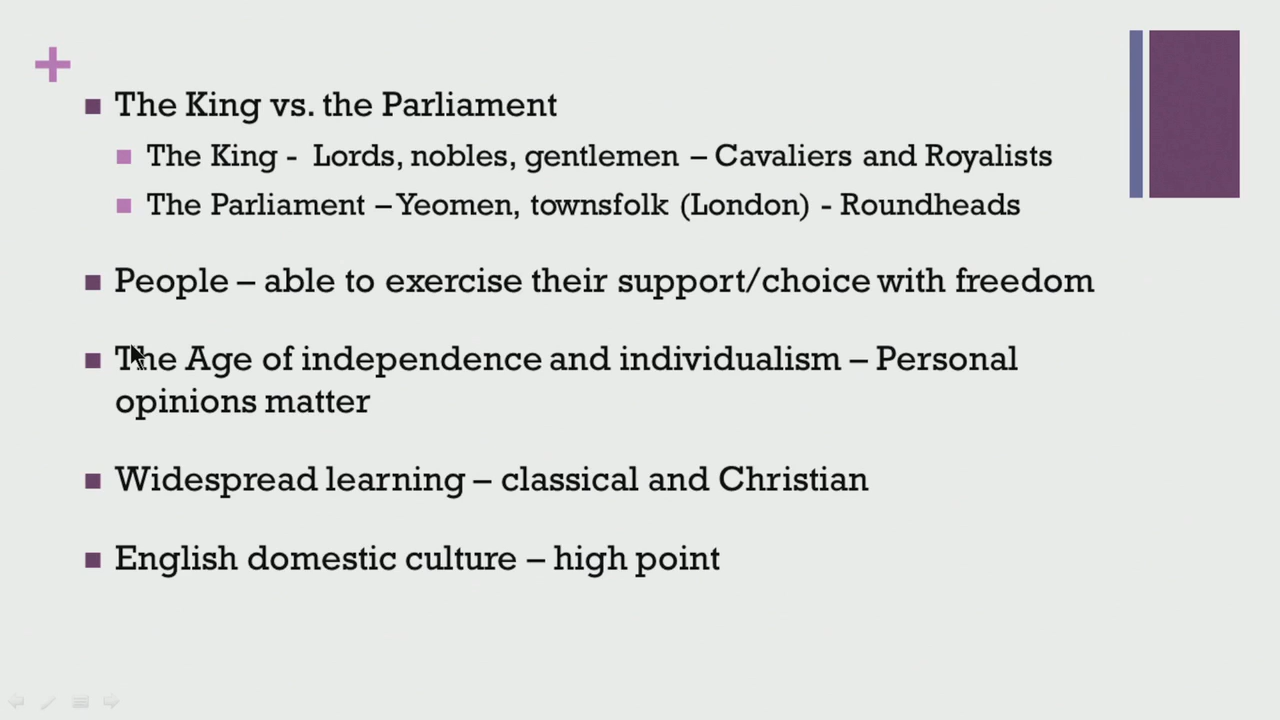 The King vs. the Parliament
The King - Lords, nobles, gentlemen – Cavaliers and Royalists
The Parliament – Yeomen, townsfolk (London) - Roundheads
People – able to exercise their support/choice with freedom
The Age of independence and individualism – Personal
opinions matter
Widespread learning – classical and Christian
English domestic culture – high point